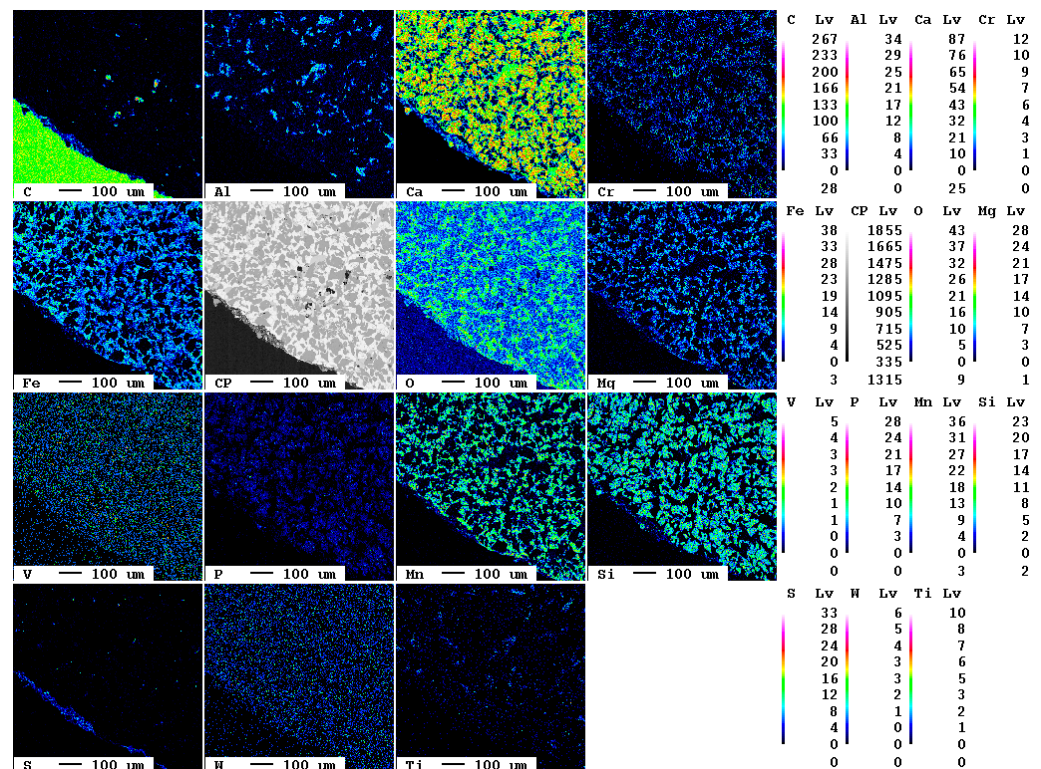 C Lv Al Lv Ca Lv Cr Lv
267 34 87 12
233 29 76 10
200 25 65 9
166 21 54 7
133 17 43 6
100 12 32 4
66 8 21 3
33 4 10 1
0 0 0 0
28 0 25 0
C 100 um Al 100 um Ca 100 um Cr 100 um
Fe Lv CP Lv O Lv Mg Lv
38 1855 43 28
33 1665 37 24
28 1475 32 21
23 1285 26 17
19 1095 21 14
14 905 16 10
9 715 10 7
4 525 5 3
0 335 0 0
3 1315 9 1
Fe 100 um CP 100 um O 100 um Mg 100 um
V Lv P Lv Mn Lv Si Lv
5 28 36 23
4 24 31 20
3 21 27 17
3 17 22 14
2 14 18 11
1 10 13 8
1 7 9 5
0 3 4 2
0 0 0 0
0 0 3 2
V 100 um P 100 um Mn 100 um Si 100 um
S Lv W Lv Ti Lv
33 6 10
28 5 8
24 4 7
20 3 6
16 3 5
12 2 3
8 1 2
4 0 1
0 0 0
0 0 0
S 100 um W 100 um Ti 100 um